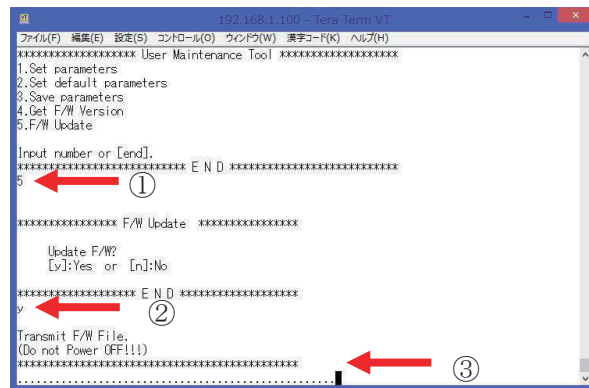 192.168.1.100 - Tera Term VT
ファイル(F) 編集(E) 設定(S) コントロール(O) ウィンドウ(W) 漢字コード(K) ヘルプ(H)
******************* User Maintenance Tool *******************
1.Set parameters
2.Set default parameters
3.Save parameters
4.Get F/W Version
5.F/W Update
Input number or [end].
*************************** E N D ***************************
5 ①
**************** F/W Update ****************
Update F/W?
[y]:Yes or [n]:No
******************* E N D *******************
y ②
Transmit F/W File.
(Do not Power OFF!!!)
********************************************* ③
...................................................